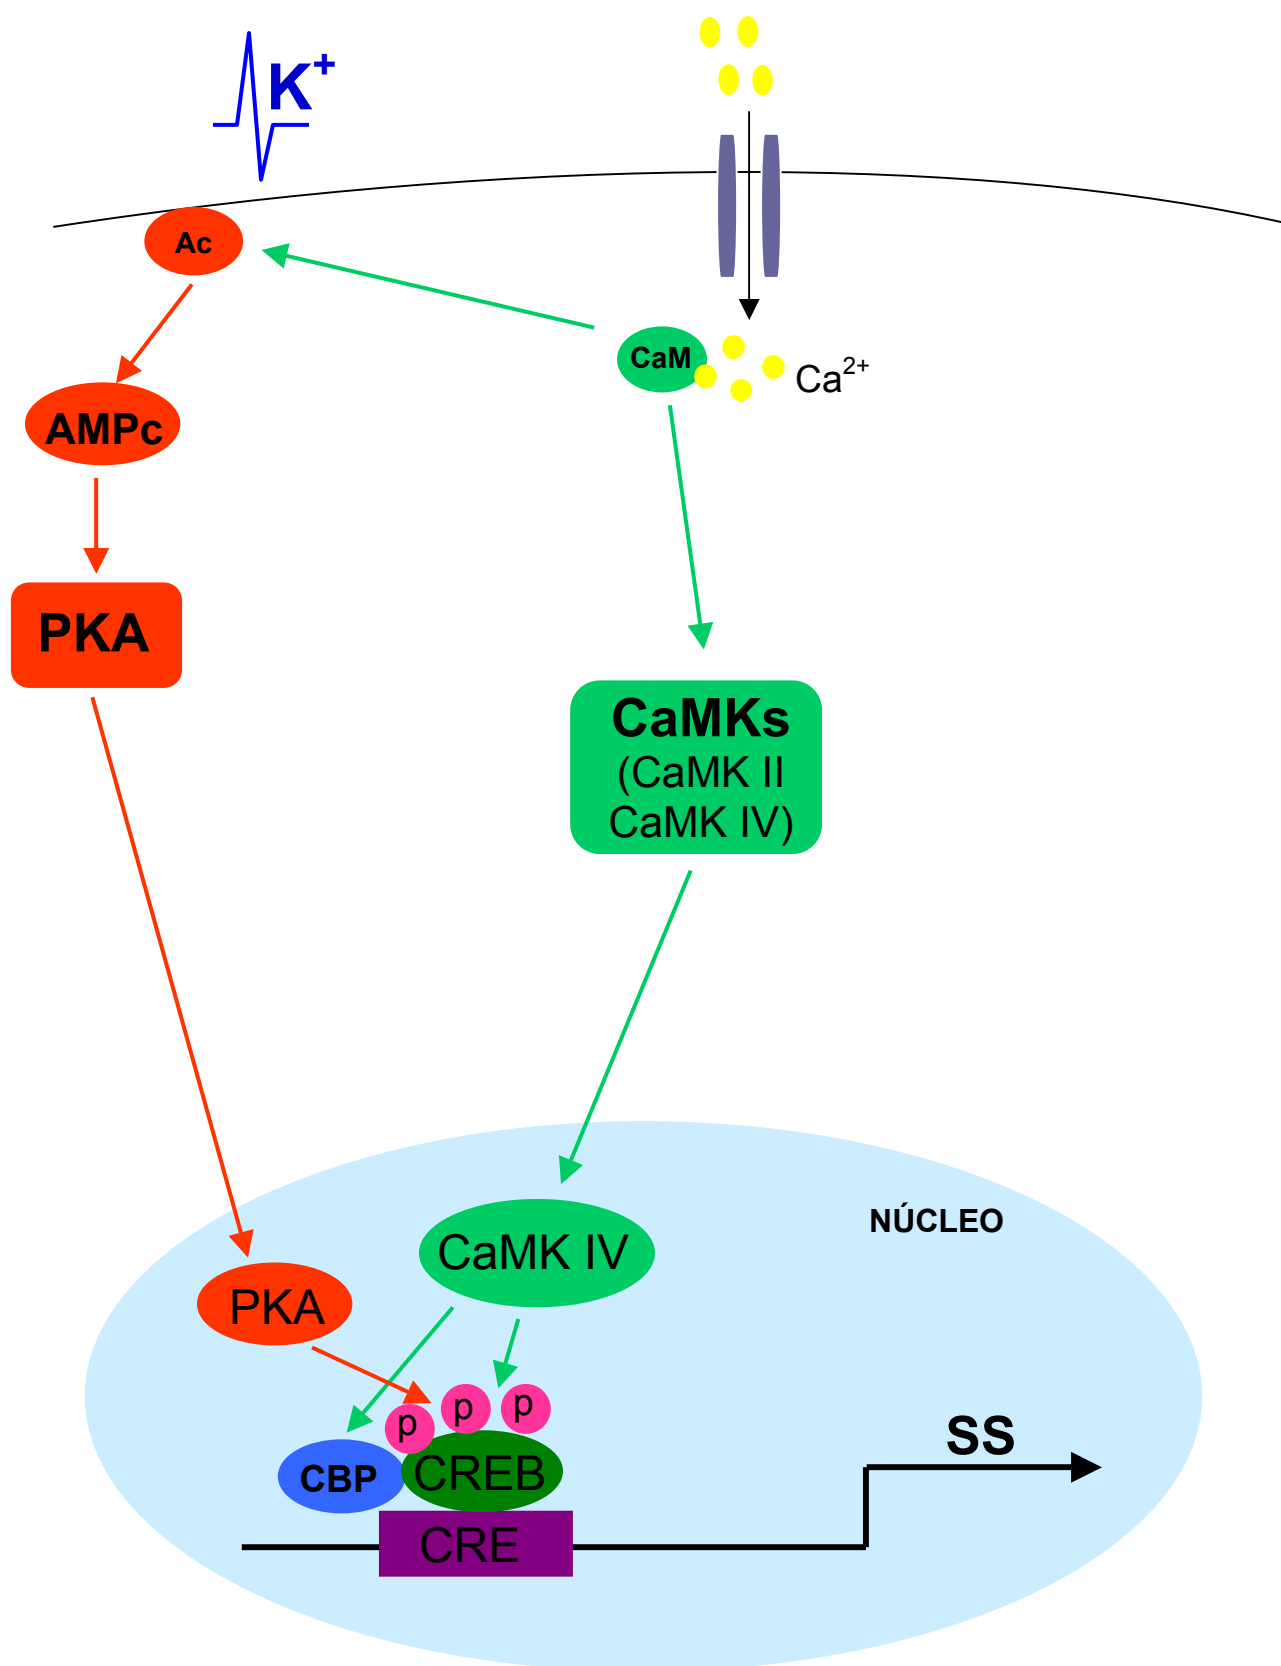 K⁺
Ac
CaM
Ca²⁺
AMPc
PKA
CaMKs
(CaMK II
CaMK IV)
NÚCLEO
CaMK IV
PKA
p
p
p
SS
CBP
CREB
CRE